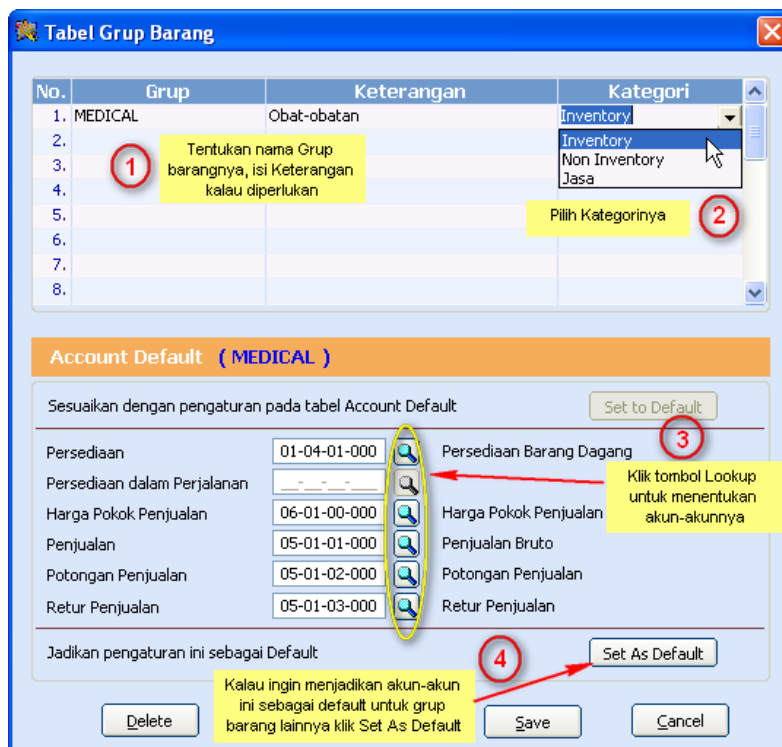 Tabel Grup Barang
No. Grup Keterangan Kategori
1. MEDICAL Obat-obatan Inventory
2. Inventory
3. Non Inventory
4. Jasa
5.
6.
7.
8.
1
Tentukan nama Grup
barangnya, isi Keterangan
kalau diperlukan
Pilih Kategorinya
2
Account Default ( MEDICAL )
Sesuaikan dengan pengaturan pada tabel Account Default Set to Default
3
Persediaan 01-04-01-000 Persediaan Barang Dagang
Persediaan dalam Perjalanan __-__-__-___
Harga Pokok Penjualan 06-01-00-000 Harga Pokok Penjualan
Penjualan 05-01-01-000 Penjualan Bruto
Potongan Penjualan 05-01-02-000 Potongan Penjualan
Retur Penjualan 05-01-03-000 Retur Penjualan
Klik tombol Lookup
untuk menentukan
akun-akunnya
Jadikan pengaturan ini sebagai Default Set As Default
4
Kalau ingin menjadikan akun-akun
ini sebagai default untuk grup
barang lainnya klik Set As Default
Delete Save Cancel